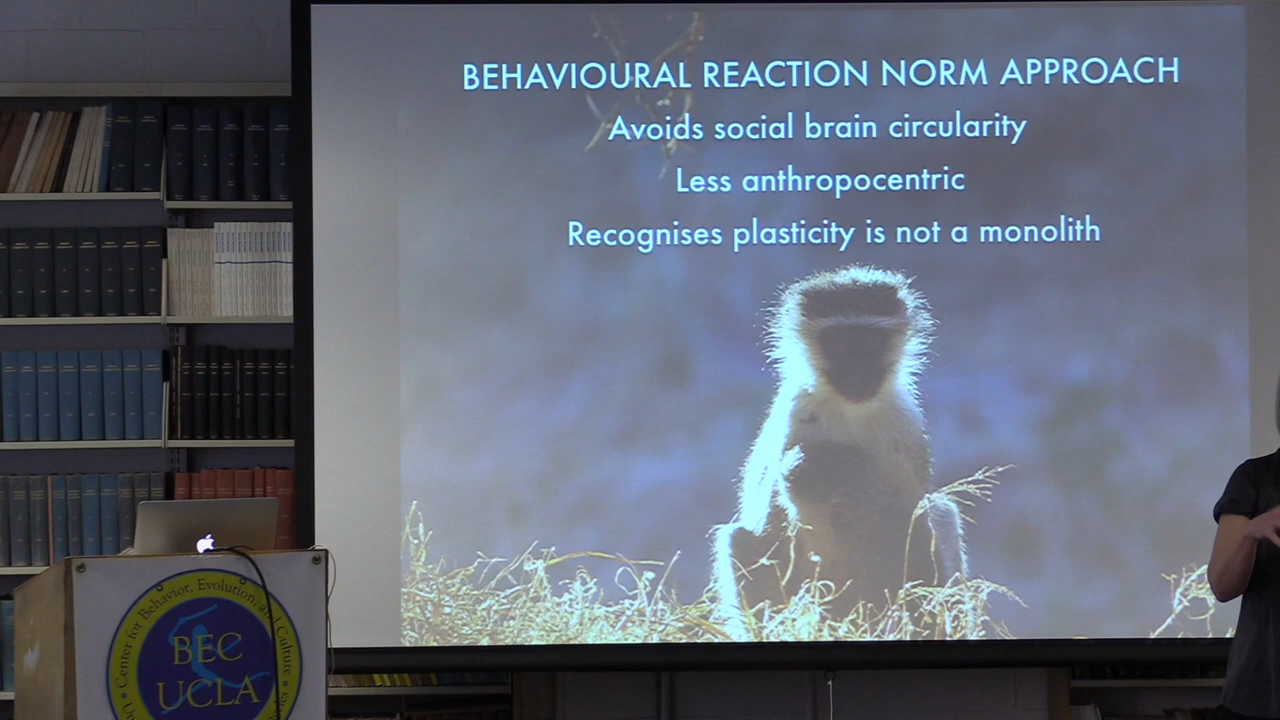 BEHAVIOURAL REACTION NORM APPROACH
Avoids social brain circularity
Less anthropocentric
Recognises plasticity is not a monolith
Center for Behavior, Evolution, and Culture
BEC
UCLA